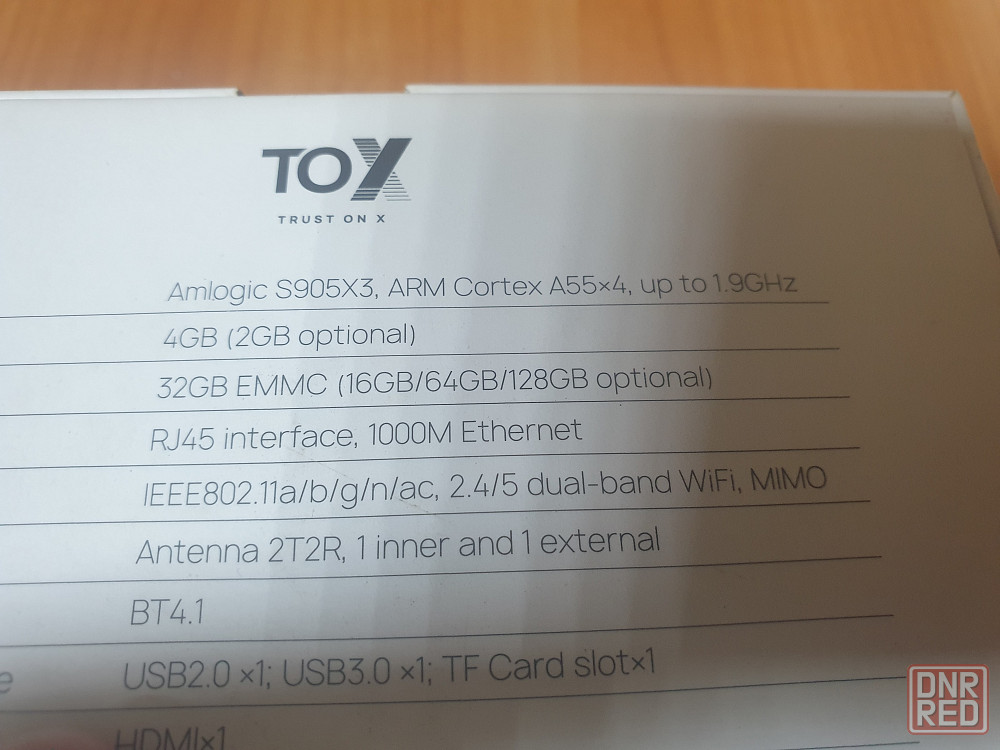 TOX
TRUST ON X
Amlogic S905X3, ARM Cortex A55×4, up to 1.9GHz
4GB (2GB optional)
32GB EMMC (16GB/64GB/128GB optional)
RJ45 interface, 1000M Ethernet
IEEE802.11a/b/g/n/ac, 2.4/5 dual-band WiFi, MIMO
Antenna 2T2R, 1 inner and 1 external
BT4.1
USB2.0 ×1; USB3.0 ×1; TF Card slot×1
HDMI×1
DNR
RED